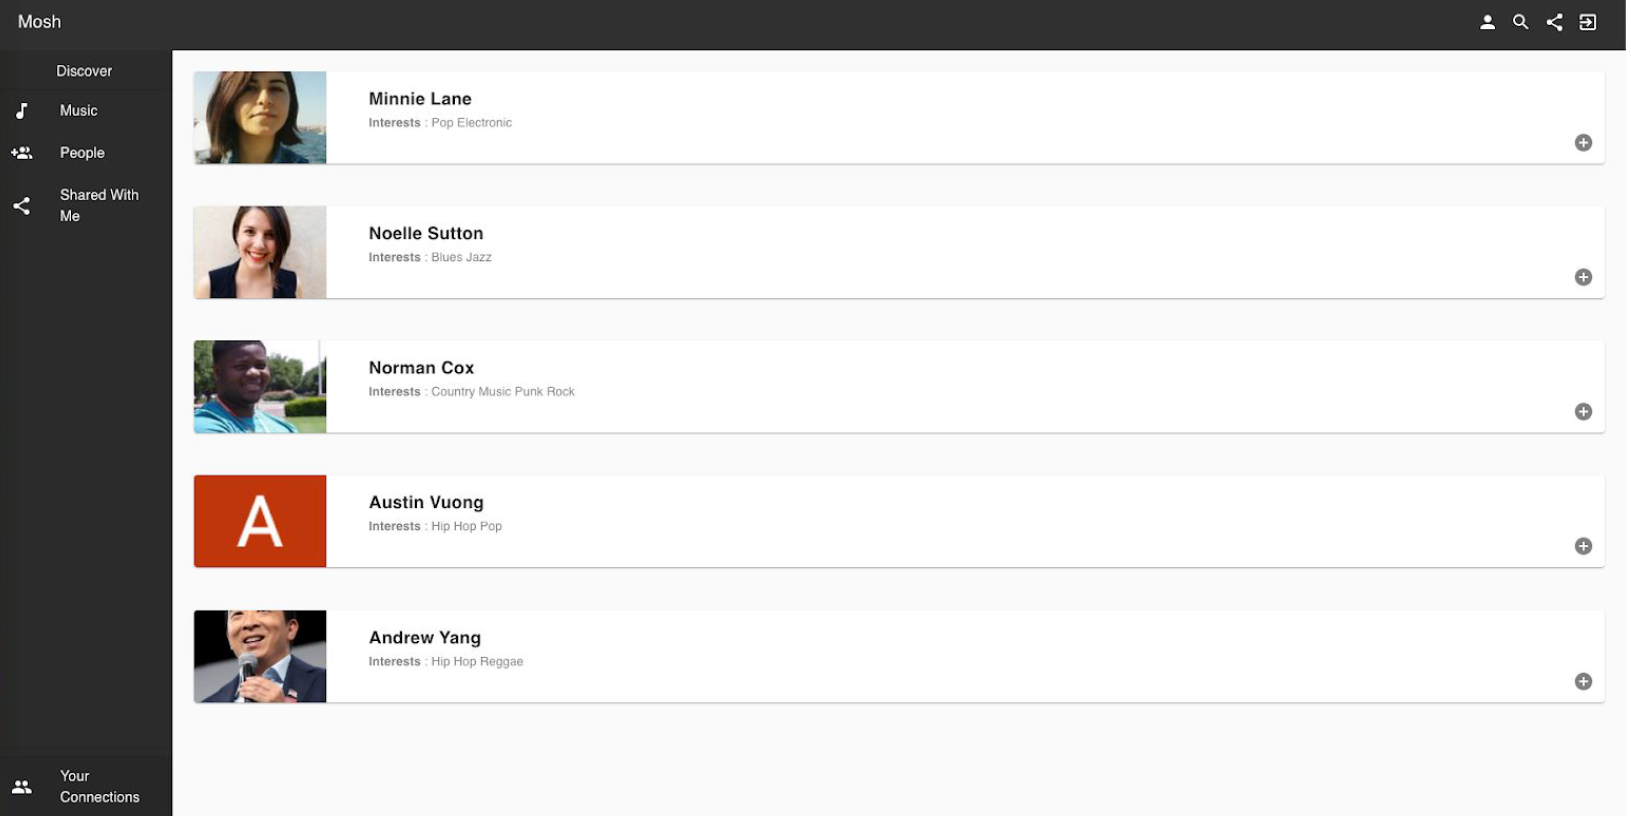 Mosh
Discover
Music
People
Shared With
Me
Your
Connections
Minnie Lane
Interests : Pop Electronic
Noelle Sutton
Interests : Blues Jazz
Norman Cox
Interests : Country Music Punk Rock
A
Austin Vuong
Interests : Hip Hop Pop
Andrew Yang
Interests : Hip Hop Reggae